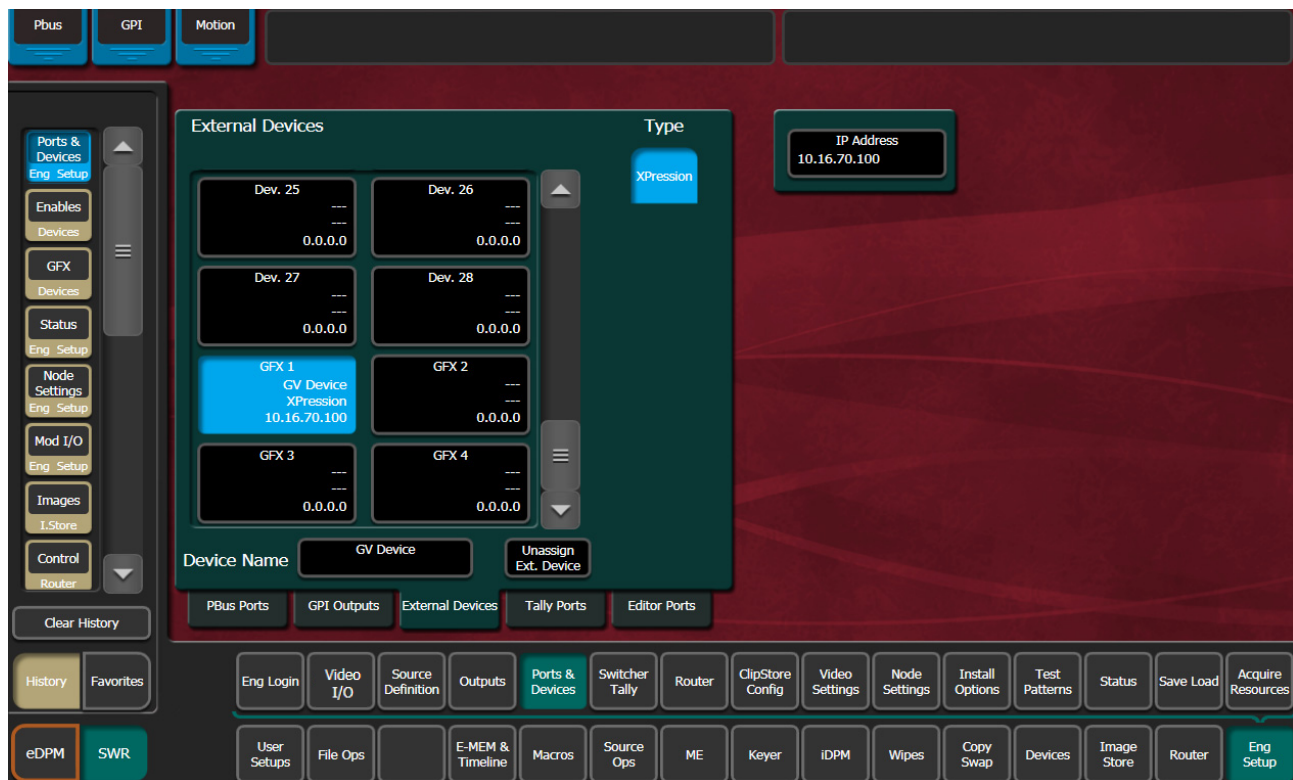 Pbus GPI Motion
External Devices
Type
IP Address
10.16.70.100
XPression
Ports &
Devices
Eng Setup
Enables
Devices
GFX
Devices
Status
Eng Setup
Node
Settings
Eng Setup
Mod I/O
Eng Setup
Images
I.Store
Control
Router
Clear History
Dev. 25
---
---
0.0.0.0
Dev. 26
---
---
0.0.0.0
Dev. 27
---
---
0.0.0.0
Dev. 28
---
---
0.0.0.0
GFX 1
GV Device
XPression
10.16.70.100
GFX 2
---
---
0.0.0.0
GFX 3
---
---
0.0.0.0
GFX 4
---
---
0.0.0.0
Device Name
GV Device
Unassign
Ext. Device
PBus Ports GPI Outputs External Devices Tally Ports Editor Ports
History Favorites
Eng Login
Video
I/O
Source
Definition
Outputs
Ports &
Devices
Switcher
Tally
Router
ClipStore
Config
Video
Settings
Node
Settings
Install
Options
Test
Patterns
Status
Save Load
Acquire
Resources
eDPM SWR
User
Setups
File Ops
E-MEM &
Timeline
Macros
Source
Ops
ME
Keyer
iDPM
Wipes
Copy
Swap
Devices
Image
Store
Router
Eng
Setup